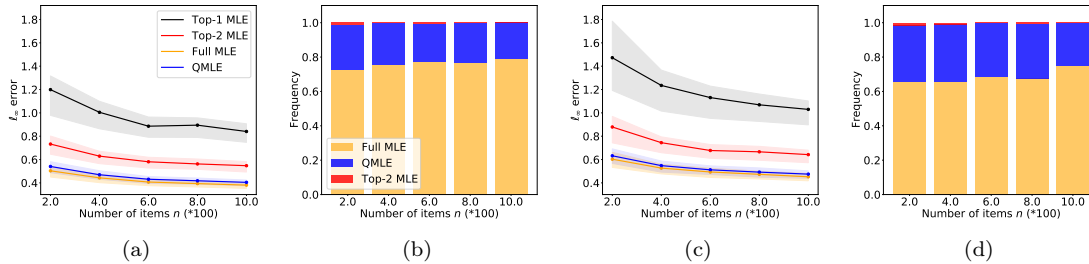 1.8
1.6
1.4
1.2
1.0
0.8
0.6
0.4
ℓ∞ error
Top-1 MLE
Top-2 MLE
Full MLE
QMLE
2.0 4.0 6.0 8.0 10.0
Number of items n (*100)
(a)
1.0
0.8
0.6
0.4
0.2
0.0
Frequency
Full MLE
QMLE
Top-2 MLE
2.0 4.0 6.0 8.0 10.0
Number of items n (*100)
(b)
1.8
1.6
1.4
1.2
1.0
0.8
0.6
0.4
ℓ∞ error
2.0 4.0 6.0 8.0 10.0
Number of items n (*100)
(c)
1.0
0.8
0.6
0.4
0.2
0.0
Frequency
2.0 4.0 6.0 8.0 10.0
Number of items n (*100)
(d)